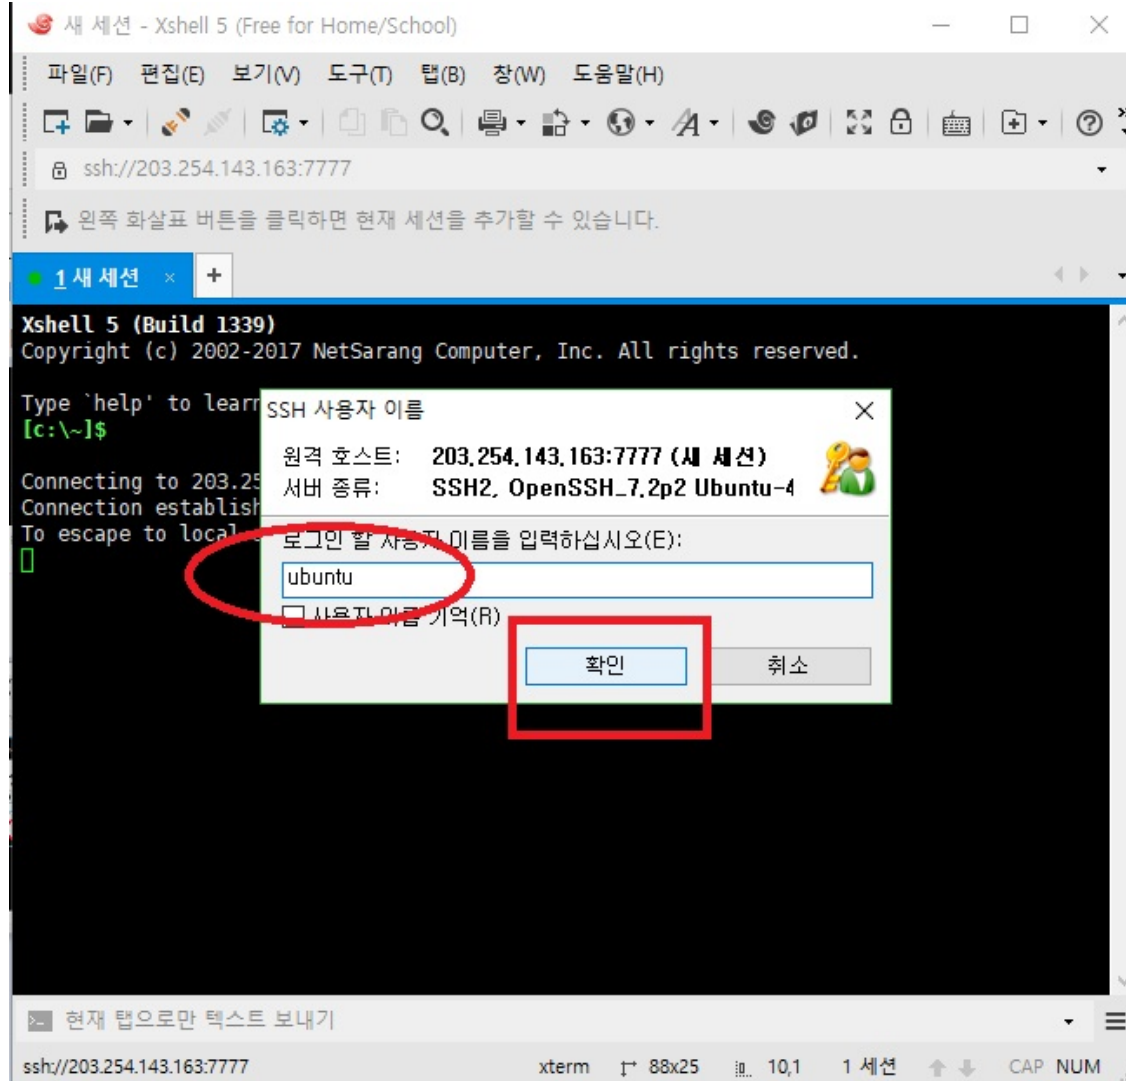 새 세션 - Xshell 5 (Free for Home/School)
파일(F) 편집(E) 보기(V) 도구(T) 탭(B) 창(W) 도움말(H)
ssh://203.254.143.163:7777
왼쪽 화살표 버튼을 클릭하면 현재 세션을 추가할 수 있습니다.
1 새 세션
Xshell 5 (Build 1339)
Copyright (c) 2002-2017 NetSarang Computer, Inc. All rights reserved.
Type `help' to learn
[c:\~]$
Connecting to 203.25
Connection establish
To escape to local
SSH 사용자 이름
원격 호스트: 203.254.143.163:7777 (새 세션)
서버 종류: SSH2, OpenSSH_7.2p2 Ubuntu-4
로그인 할 사용자 이름을 입력하십시오(E):
ubuntu
사용자 이름 기억(R)
확인 취소
현재 탭으로만 텍스트 보내기
ssh://203.254.143.163:7777 xterm 88x25 10,1 1 세션 CAP NUM